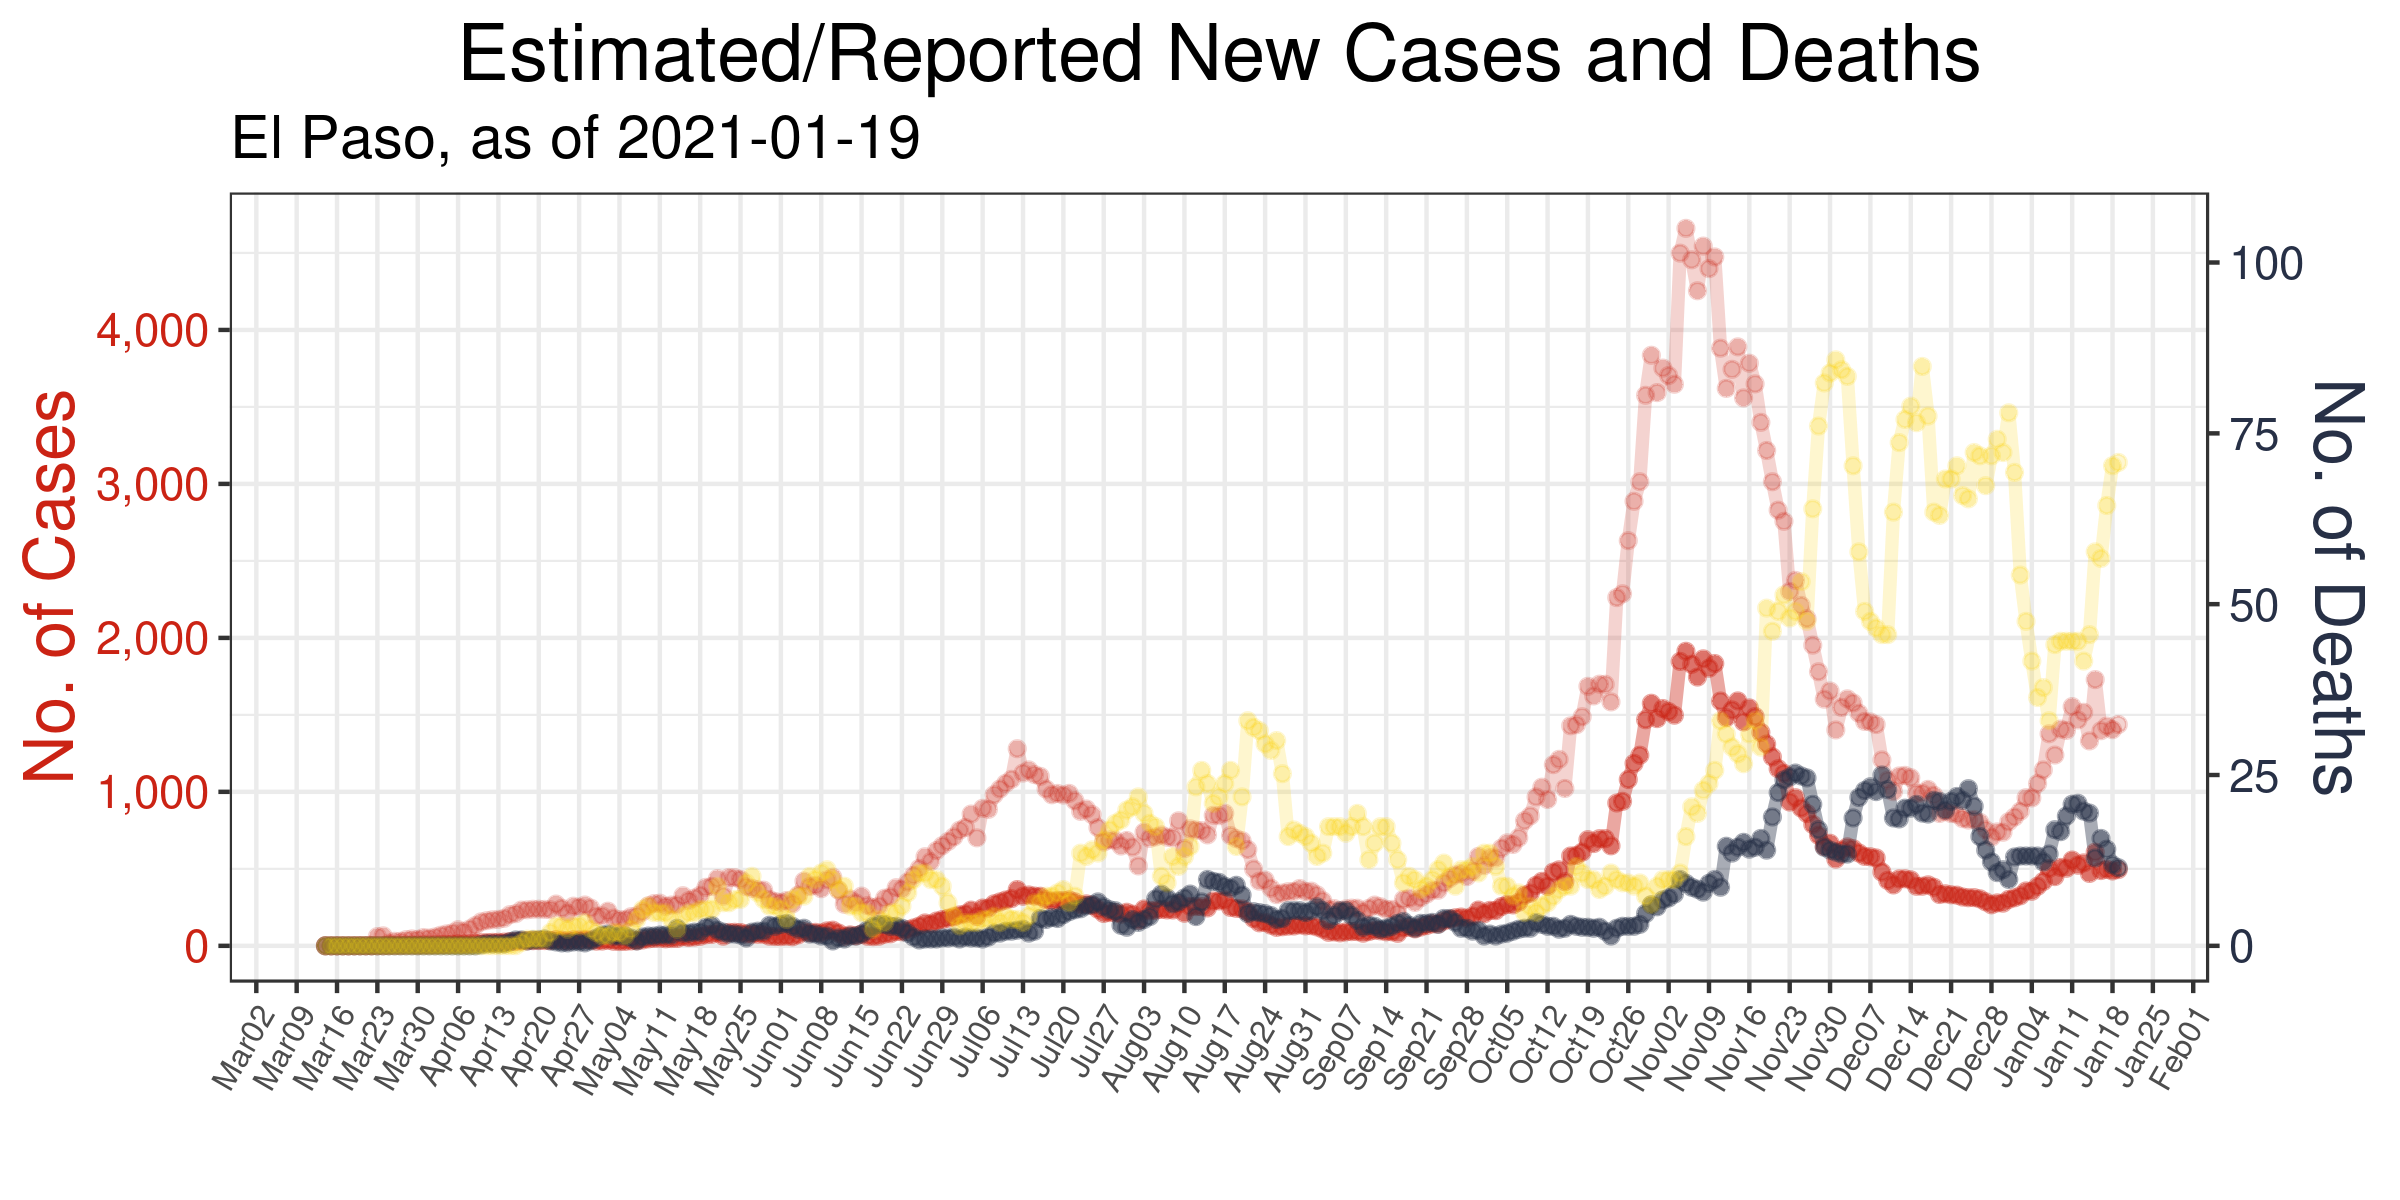 Estimated/Reported New Cases and Deaths
El Paso, as of 2021-01-19
No. of Cases
4,000
3,000
2,000
1,000
0
100
75
50
25
0
No. of Deaths
Mar02
Mar09
Mar16
Mar23
Mar30
Apr06
Apr13
Apr20
Apr27
May04
May11
May18
May25
Jun01
Jun08
Jun15
Jun22
Jun29
Jul06
Jul13
Jul20
Jul27
Aug03
Aug10
Aug17
Aug24
Aug31
Sep07
Sep14
Sep21
Sep28
Oct05
Oct12
Oct19
Oct26
Nov02
Nov09
Nov16
Nov23
Nov30
Dec07
Dec14
Dec21
Dec28
Jan04
Jan11
Jan18
Jan25
Feb01